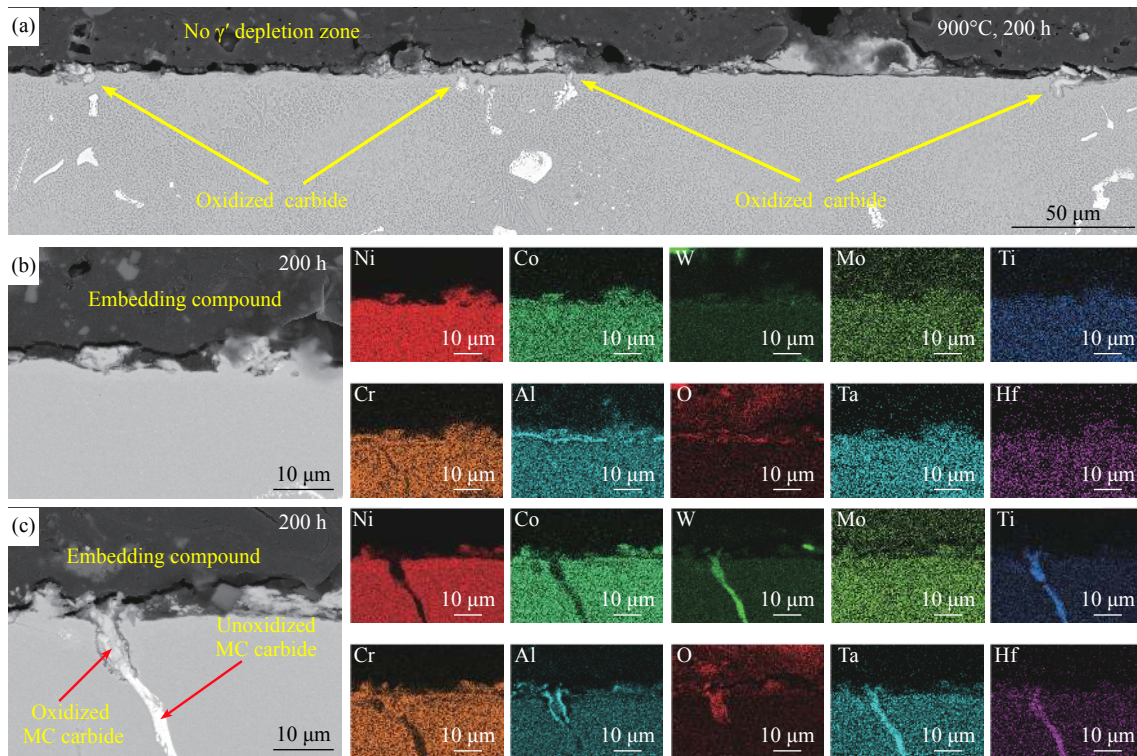 (a)
No γ′ depletion zone
900°C, 200 h
Oxidized carbide
Oxidized carbide
50 μm
(b)
200 h
Embedding compound
10 μm
Ni
10 μm
Co
10 μm
W
10 μm
Mo
10 μm
Ti
10 μm
Cr
10 μm
Al
10 μm
O
10 μm
Ta
10 μm
Hf
10 μm
(c)
200 h
Embedding compound
Unoxidized
MC carbide
Oxidized
MC carbide
10 μm
Ni
10 μm
Co
10 μm
W
10 μm
Mo
10 μm
Ti
10 μm
Cr
10 μm
Al
10 μm
O
10 μm
Ta
10 μm
Hf
10 μm